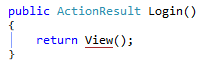 public ActionResult Login()
{
    return View();
}